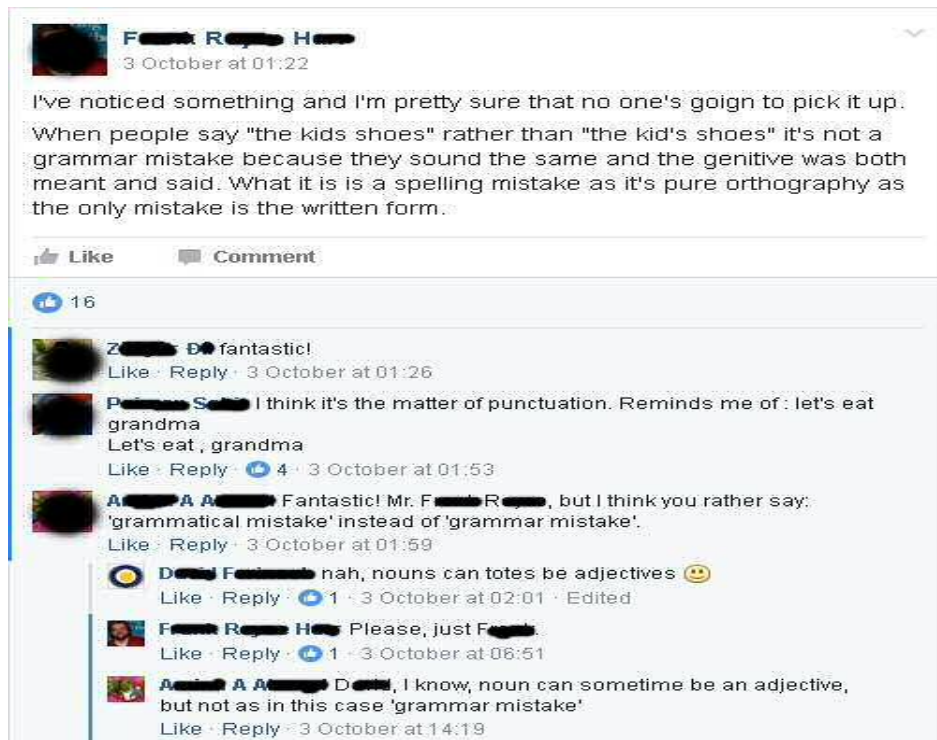 3 October at 01:22
I've noticed something and I'm pretty sure that no one's goign to pick it up.
When people say "the kids shoes" rather than "the kid's shoes" it's not a
grammar mistake because they sound the same and the genitive was both
meant and said. What it is is a spelling mistake as it's pure orthography as
the only mistake is the written form.
Like Comment
16
fantastic!
Like · Reply · 3 October at 01:26
I think it's the matter of punctuation. Reminds me of : let's eat
grandma
Let's eat , grandma
Like · Reply · 4 · 3 October at 01:53
A A Fantastic! Mr. , but I think you rather say:
'grammatical mistake' instead of 'grammar mistake'.
Like · Reply · 3 October at 01:59
nah, nouns can totes be adjectives
Like · Reply · 1 · 3 October at 02:01 · Edited
Please, just
Like · Reply · 1 · 3 October at 06:51
A , I know, noun can sometime be an adjective,
but not as in this case 'grammar mistake'
Like · Reply · 3 October at 14:19